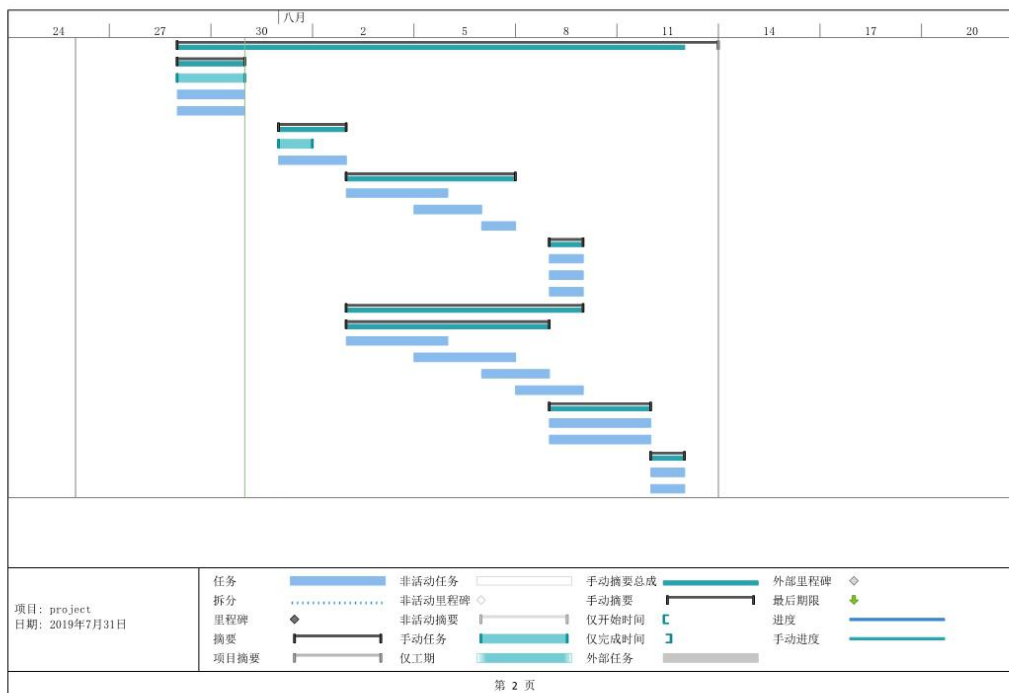 八月
24 27 30 2 5 8 11 14 17 20
项目: project
日期: 2019年7月31日
任务 非活动任务 手动摘要总成 外部里程碑
拆分 非活动里程碑 手动摘要 最后期限
里程碑 非活动摘要 仅开始时间 进度
摘要 手动任务 仅完成时间 手动进度
项目摘要 仅工期 外部任务
第 2 页